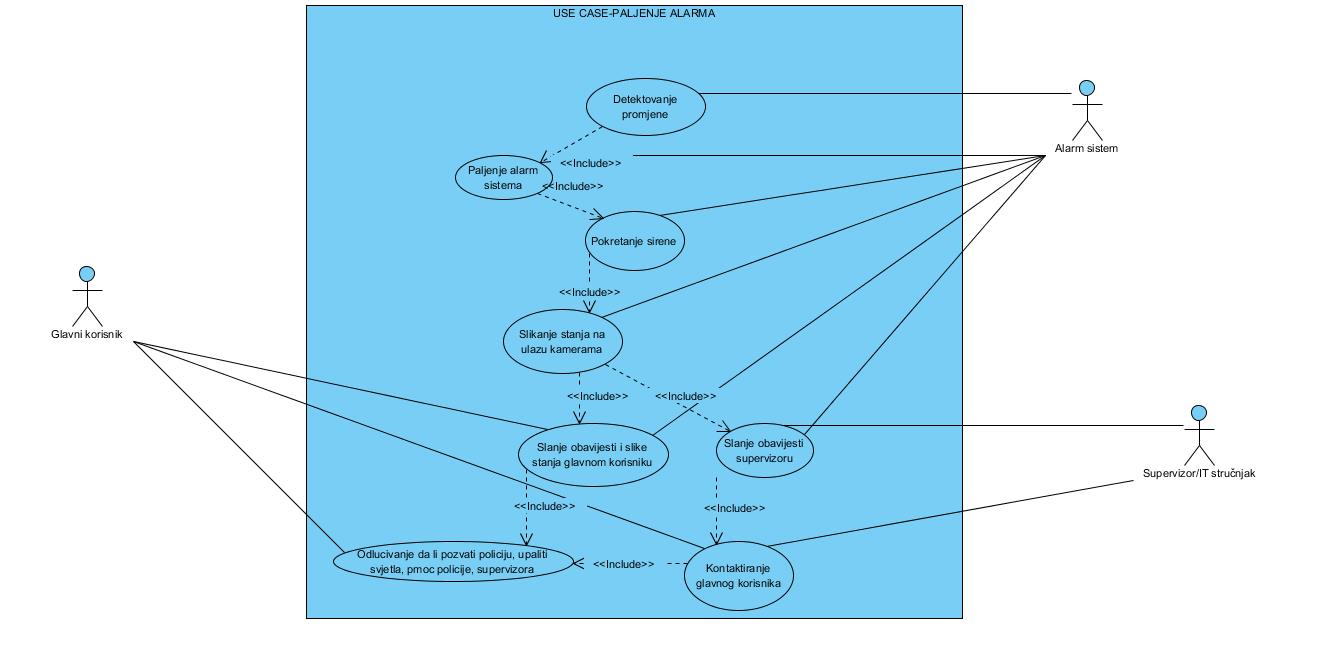 USE CASE-PALJENJE ALARMA
Detektovanje
promjene
Alarm sistem
<<Include>>
Paljenje alarm
sistema
<<Include>>
Pokretanje sirene
<<Include>>
Glavni korisnik
Slikanje stanja na
ulazu kamerama
<<Include>>
<<Include>>
Slanje obavijesti i slike
stanja glavnom korisniku
Slanje obavijesti
supervizoru
Supervizor/IT stručnjak
<<Include>>
<<Include>>
Odlucivanje da li pozvati policiju, upaliti
svjetla, pmoc policije, supervizora
<<Include>>
Kontaktiranje
glavnog korisnika